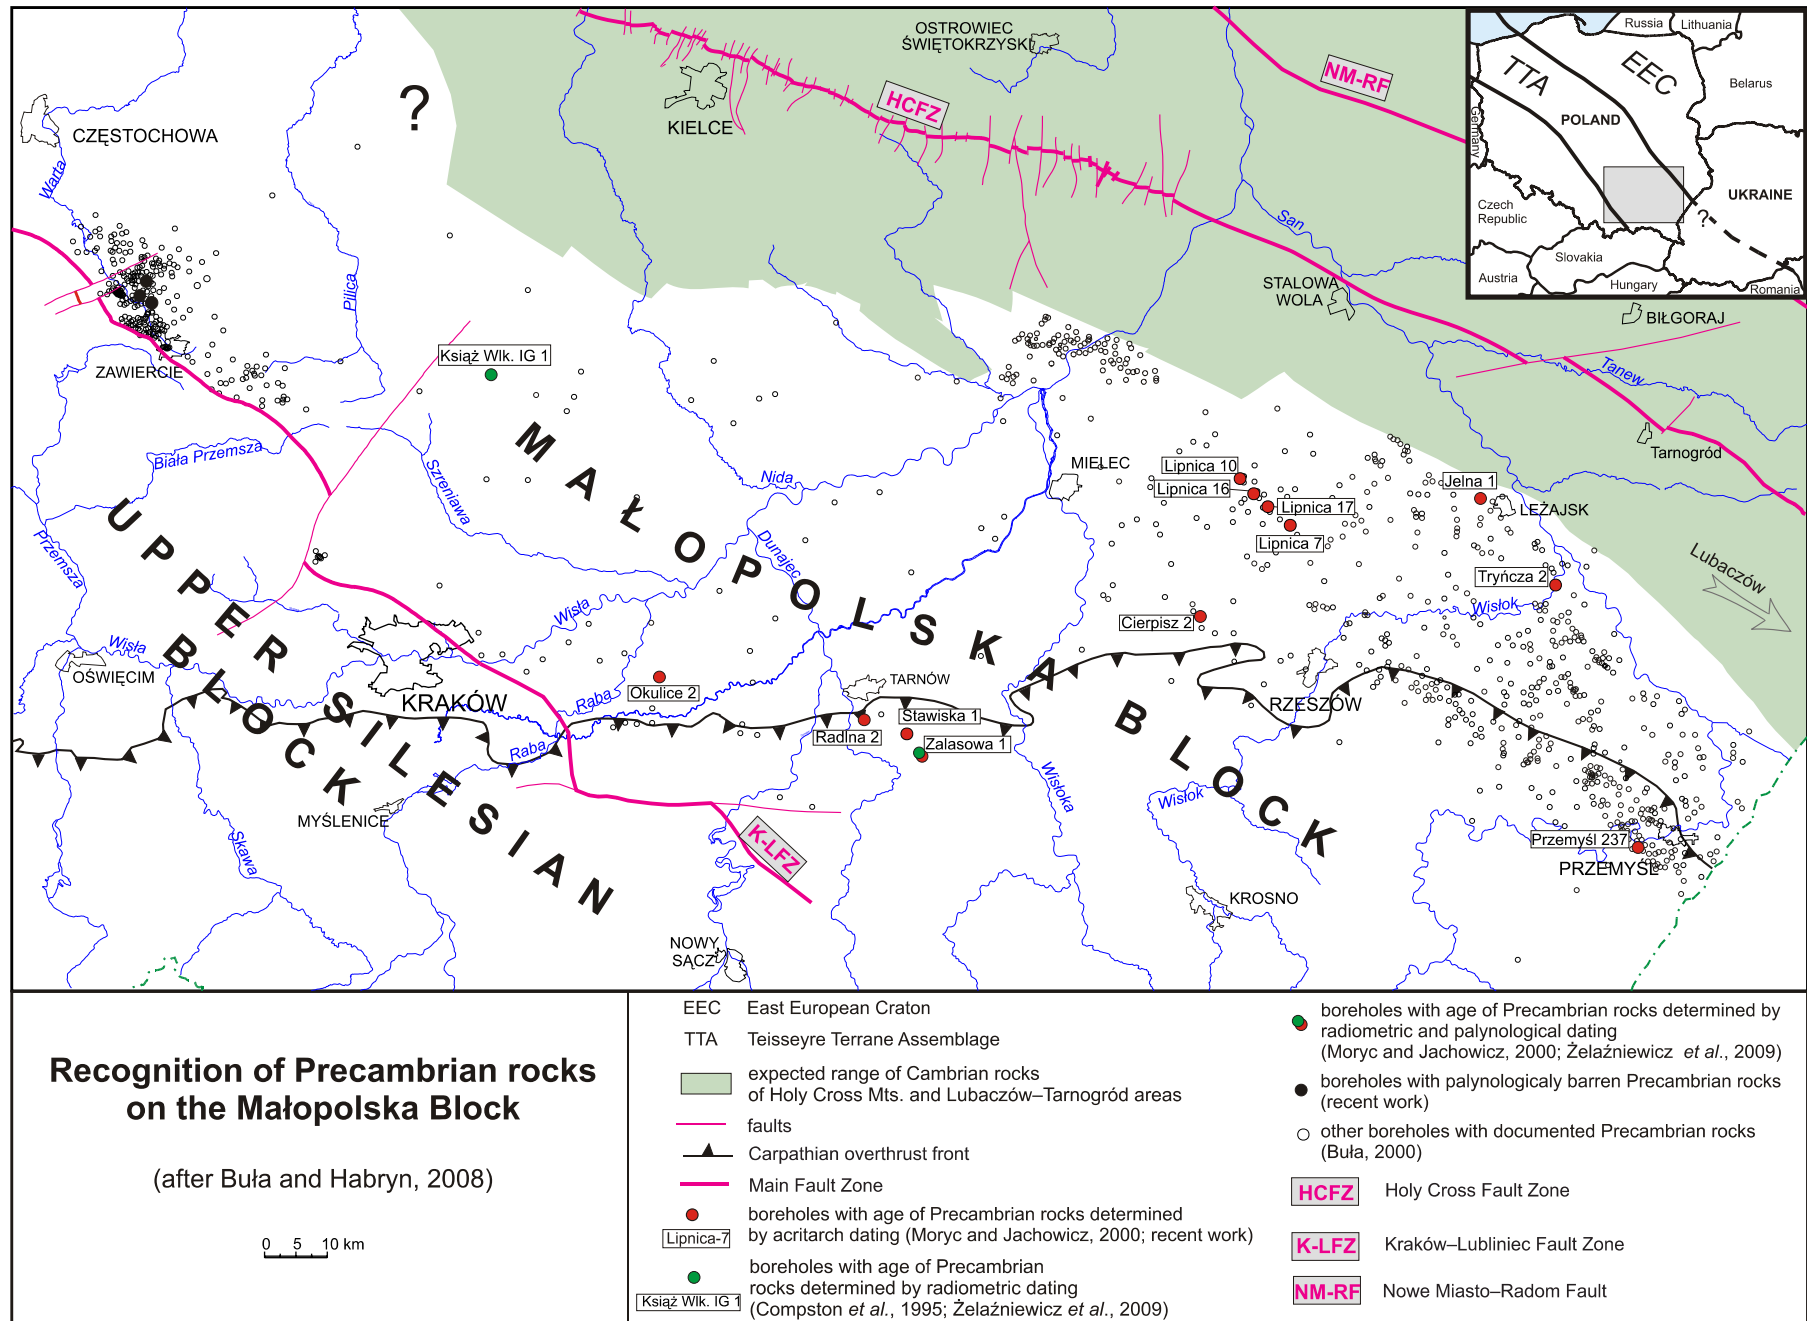 OSTROWIEC
ŚWIĘTOKRZYSKI
KIELCE
HCFZ
NM-RF
?
CZĘSTOCHOWA
Warta
Pilica
San
STALOWA
WOLA
BIŁGORAJ
Tanew
Tarnogród
Lubaczów
Russia
Lithuania
TTA
EEC
Belarus
POLAND
Germany
UKRAINE
Czech
Republic
?
Slovakia
Austria
Hungary
Romania
ZAWIERCIE
Książ Wlk. IG 1
Biała Przemsza
Szreniawa
Nida
MIELEC
Lipnica 10
Lipnica 16
Lipnica 17
Lipnica 7
Jelna 1
LEŻAJSK
Tryńcza 2
Wisłok
Cierpisz 2
Przemsza
Dunajec
Wisła
Wisła
OŚWIĘCIM
KRAKÓW
Raba
Raba
Okulice 2
TARNÓW
Stawiska 1
Radlna 2
Zalasowa 1
RZESZÓW
Wisłoka
Wisłok
MYŚLENICE
Skawa
K-LFZ
NOWY
SĄCZ
KROSNO
Przemyśl 237
PRZEMYŚL
MAŁOPOLSKA BLOCK
UPPER SILESIAN
BLOCK
Recognition of Precambrian rocks
on the Małopolska Block
(after Buła and Habryn, 2008)
0 5 10 km
EEC East European Craton
TTA Teisseyre Terrane Assemblage
expected range of Cambrian rocks
of Holy Cross Mts. and Lubaczów–Tarnogród areas
faults
Carpathian overthrust front
Main Fault Zone
boreholes with age of Precambrian rocks determined
Lipnica-7 by acritarch dating (Moryc and Jachowicz, 2000; recent work)
boreholes with age of Precambrian
rocks determined by radiometric dating
Książ Wlk. IG 1 (Compston et al., 1995; Żelaźniewicz et al., 2009)
boreholes with age of Precambrian rocks determined by
radiometric and palynological dating
(Moryc and Jachowicz, 2000; Żelaźniewicz et al., 2009)
boreholes with palynologicaly barren Precambrian rocks
(recent work)
other boreholes with documented Precambrian rocks
(Buła, 2000)
HCFZ Holy Cross Fault Zone
K-LFZ Kraków–Lubliniec Fault Zone
NM-RF Nowe Miasto–Radom Fault